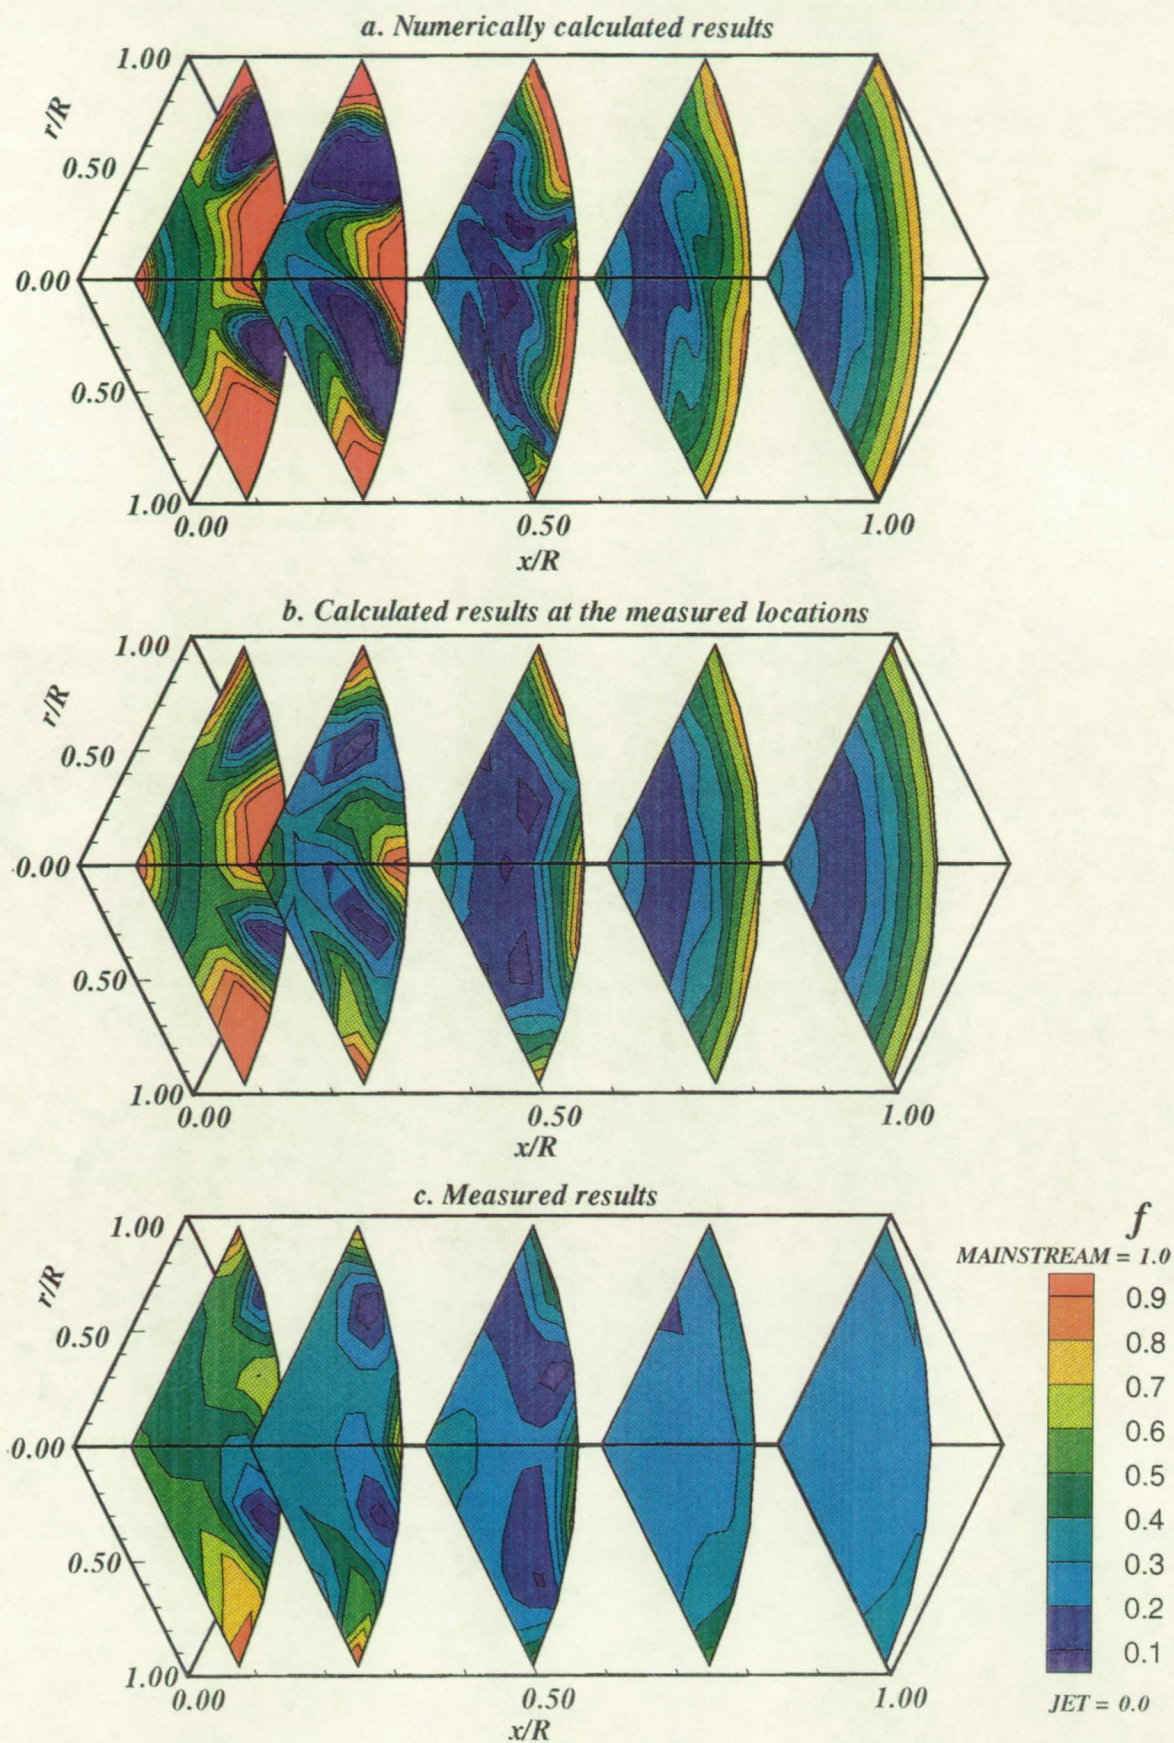 a. Numerically calculated results
1.00
r/R
0.50
0.00
0.50
1.00
0.00 0.50 1.00
x/R
b. Calculated results at the measured locations
1.00
r/R
0.50
0.00
0.50
1.00
0.00 0.50 1.00
x/R
c. Measured results
1.00
r/R
0.50
0.00
0.50
1.00
0.00 0.50 1.00
x/R
f
MAINSTREAM = 1.0
0.9
0.8
0.7
0.6
0.5
0.4
0.3
0.2
0.1
JET = 0.0